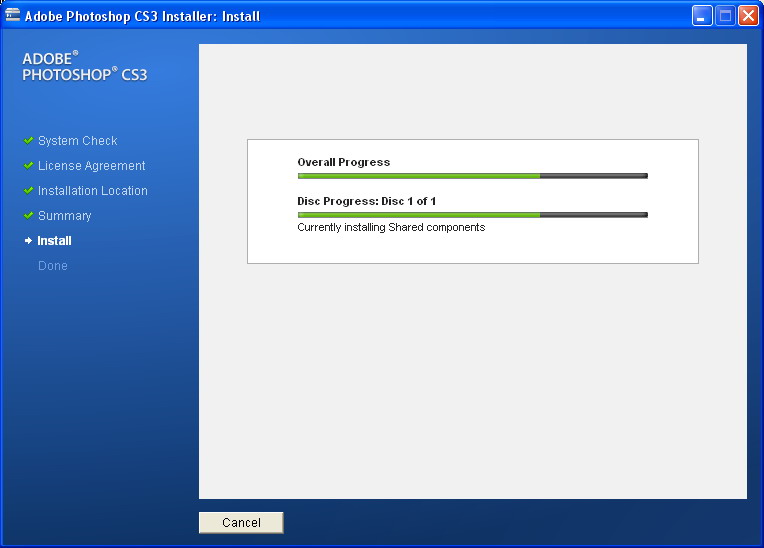 Adobe Photoshop CS3 Installer: Install
ADOBE®
PHOTOSHOP® CS3
System Check
License Agreement
Installation Location
Summary
Install
Done
Overall Progress
Disc Progress: Disc 1 of 1
Currently installing Shared components
Cancel